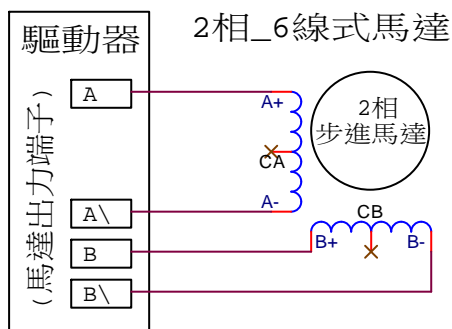 2相_6線式馬達
驅動器
(馬達出力端子)
A
A\
B
B\
A+
CA
A-
2相
步進馬達
CB
B+
B-